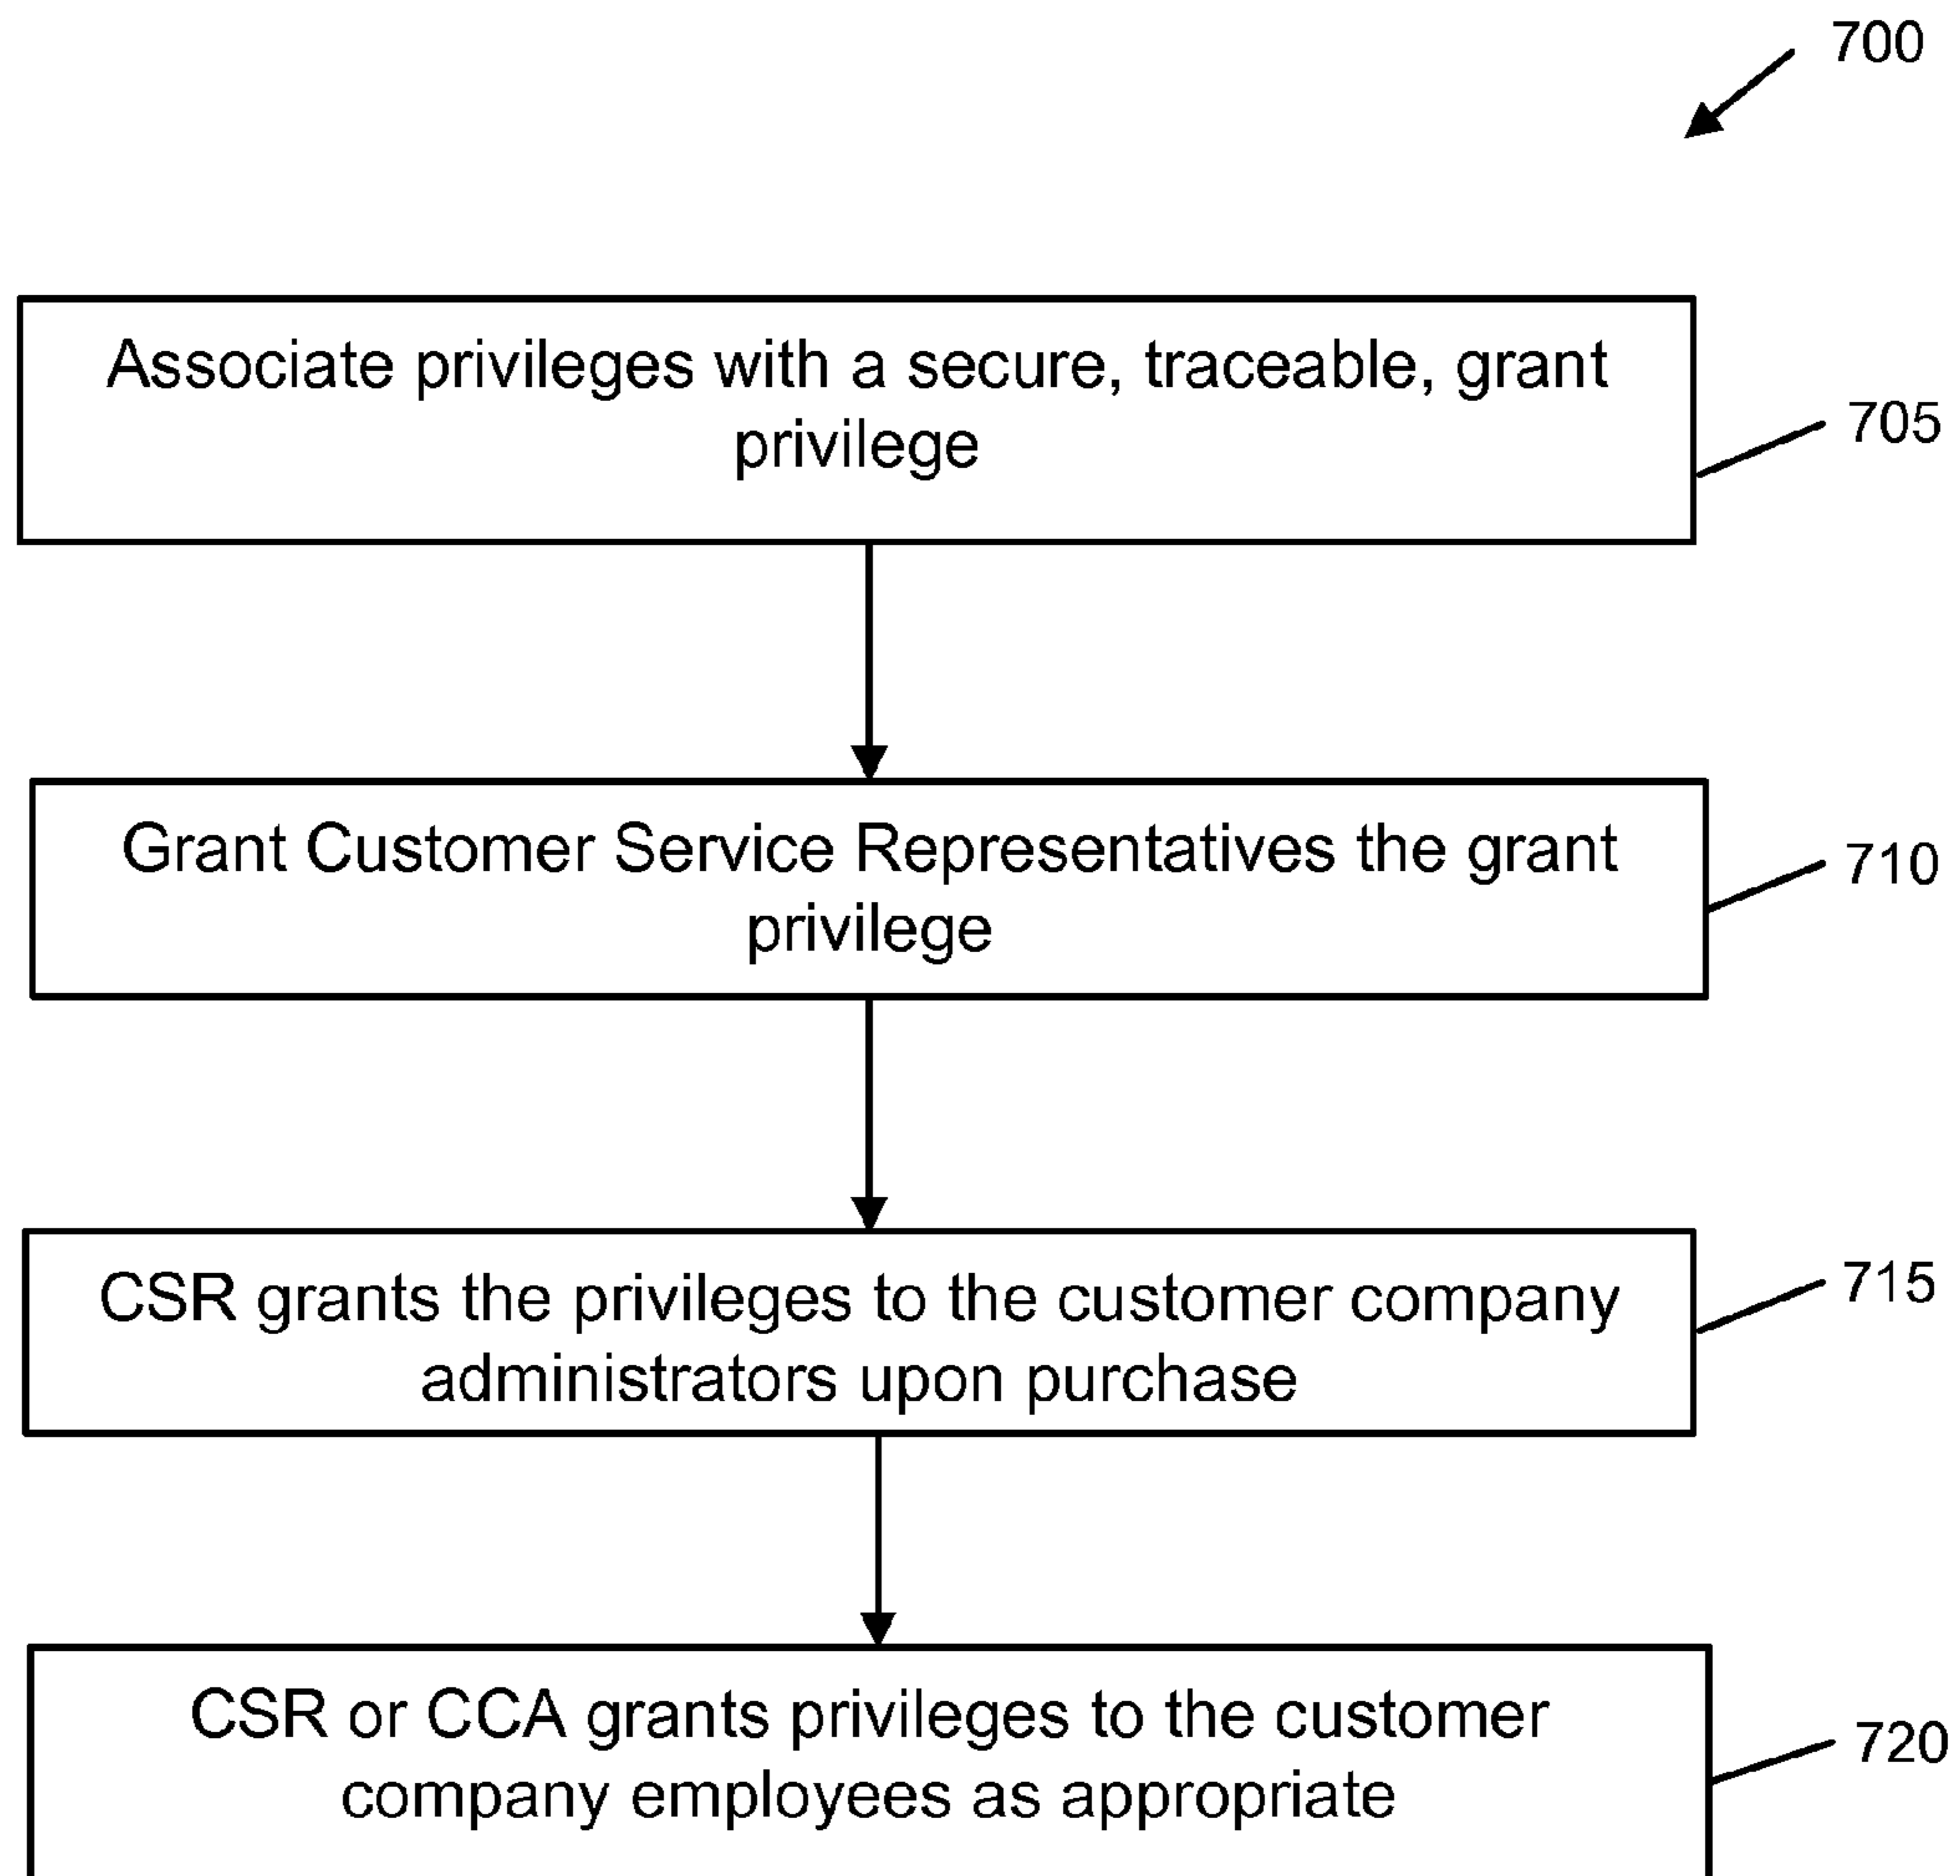 700
Associate privileges with a secure, traceable, grant
privilege
705
Grant Customer Service Representatives the grant
privilege
710
CSR grants the privileges to the customer company
administrators upon purchase
715
CSR or CCA grants privileges to the customer
company employees as appropriate
720